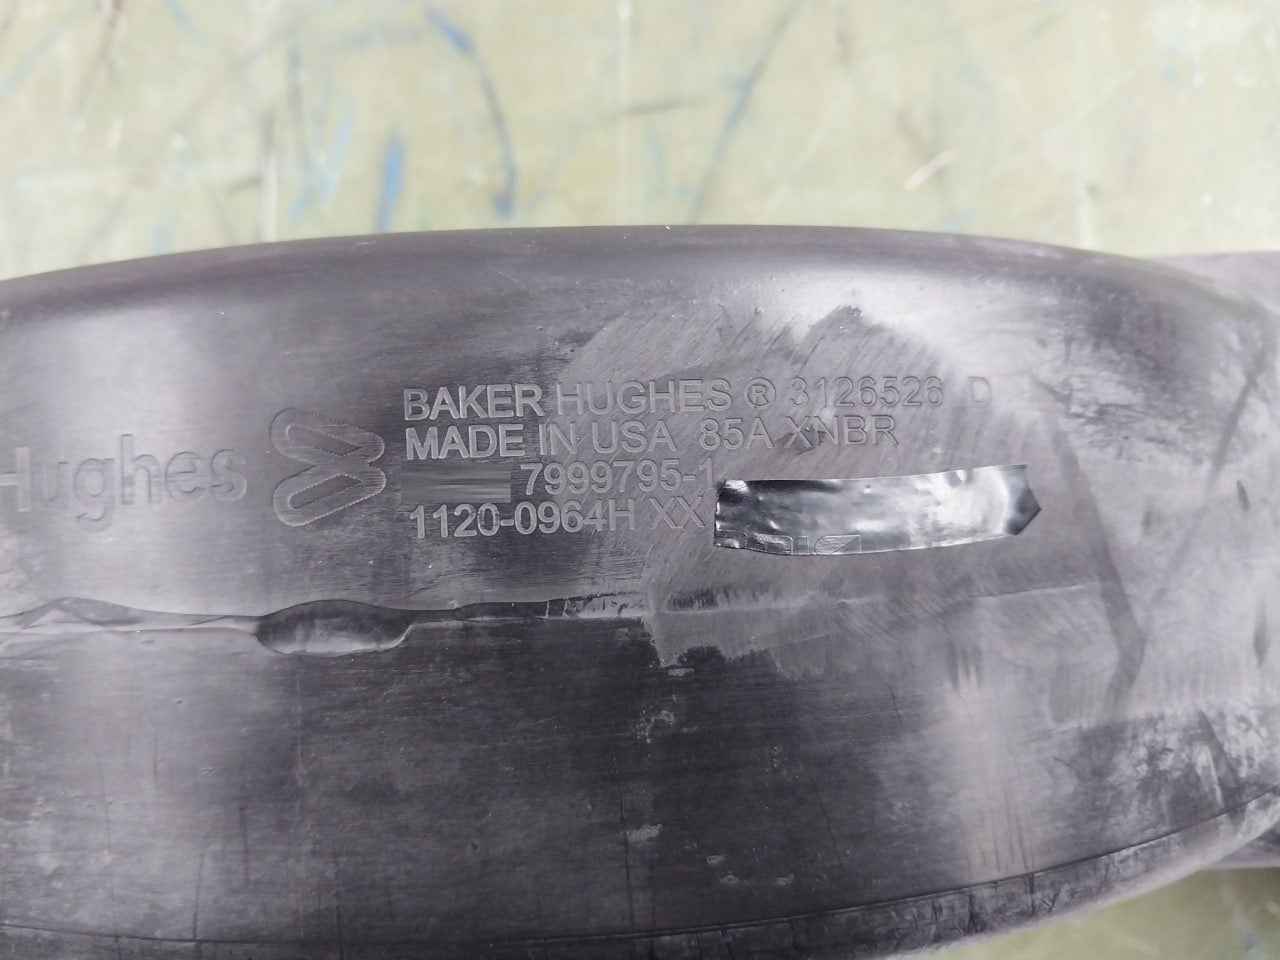 BAKER HUGHES ® 3126526 D
MADE IN USA 85A XNBR
Hughes
7999795-1
1120-0964H XX